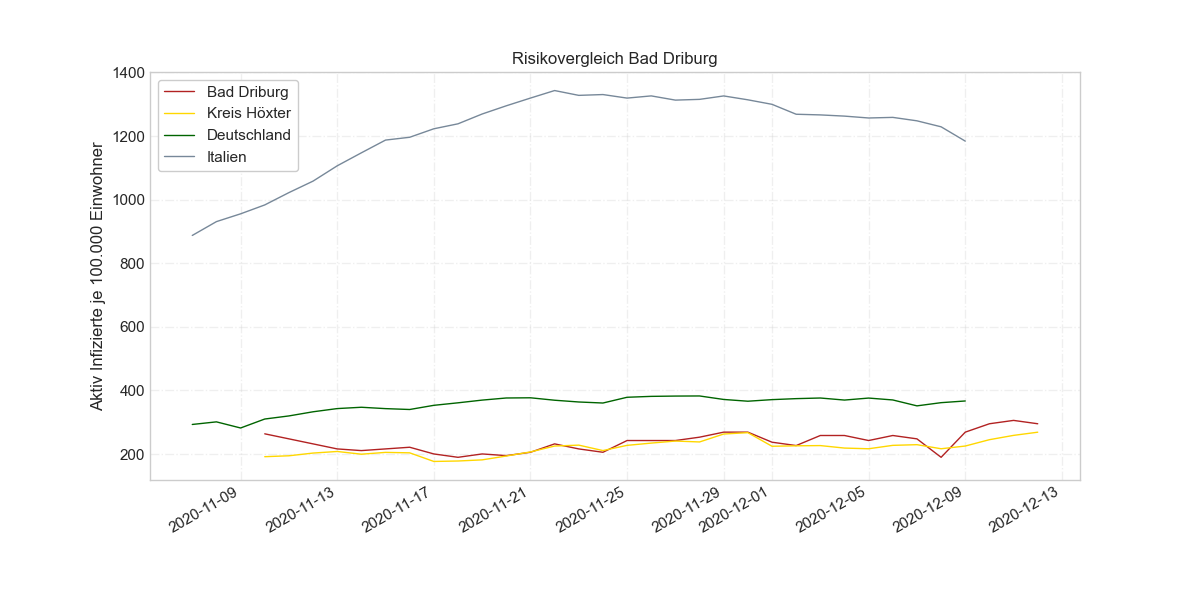 Risikovergleich Bad Driburg
Aktiv Infizierte je 100.000 Einwohner
1400
1200
1000
800
600
400
200
Bad Driburg
Kreis Höxter
Deutschland
Italien
2020-11-09
2020-11-13
2020-11-17
2020-11-21
2020-11-25
2020-11-29
2020-12-01
2020-12-05
2020-12-09
2020-12-13